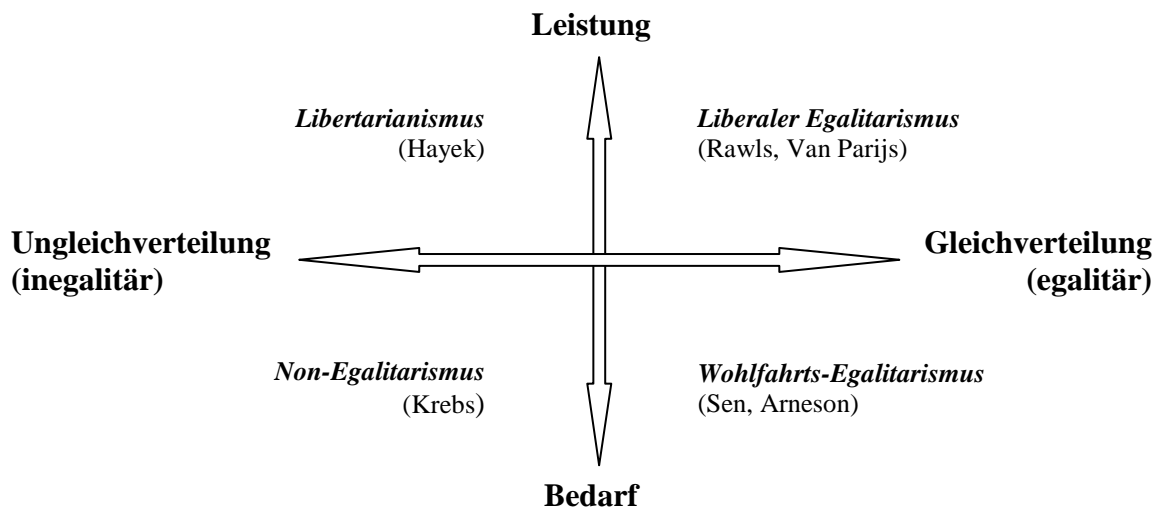 Leistung
Libertarianismus
(Hayek)
Liberaler Egalitarismus
(Rawls, Van Parijs)
Ungleichverteilung
(inegalitär)
Gleichverteilung
(egalitär)
Non-Egalitarismus
(Krebs)
Wohlfahrts-Egalitarismus
(Sen, Arneson)
Bedarf